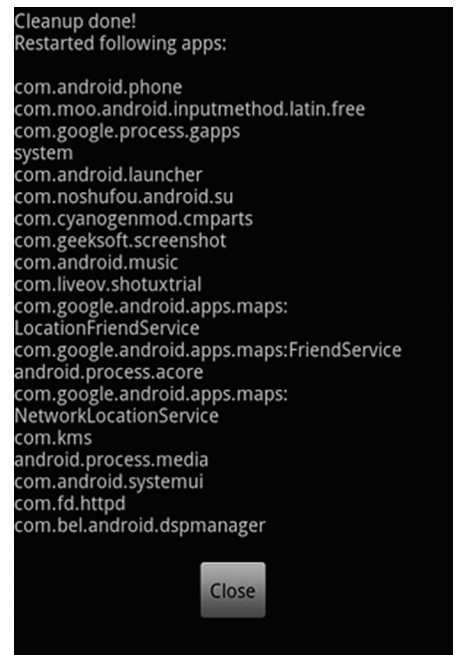 Cleanup done!
Restarted following apps:
com.android.phone
com.moo.android.inputmethod.latin.free
com.google.process.gapps
system
com.android.launcher
com.noshufou.android.su
com.cyanogenmod.cmparts
com.geeksoft.screenshot
com.android.music
com.liveov.shotuxtrial
com.google.android.apps.maps:
LocationFriendService
com.google.android.apps.maps:FriendService
android.process.acore
com.google.android.apps.maps:
NetworkLocationService
com.kms
android.process.media
com.android.systemui
com.fd.httpd
com.bel.android.dspmanager
Close